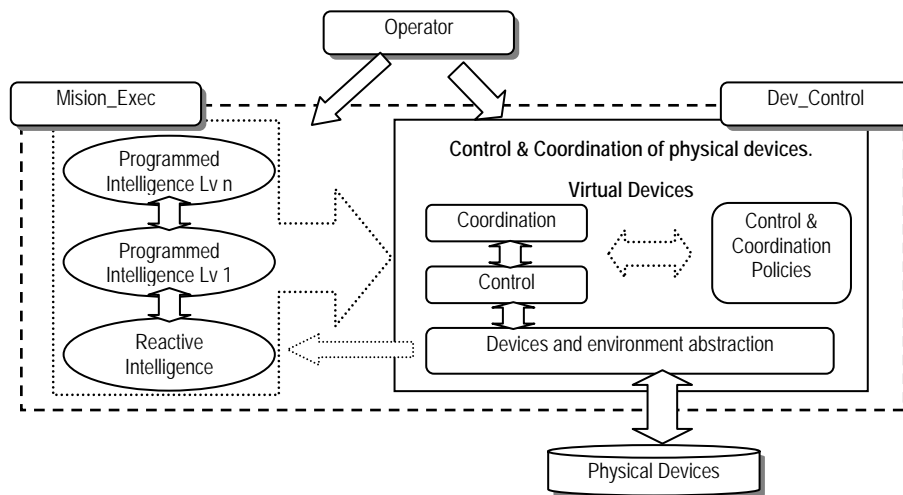 Operator
Mision_Exec
Dev_Control
Programmed
Intelligence Lv n
Programmed
Intelligence Lv 1
Reactive
Intelligence
Control & Coordination of physical devices.
Virtual Devices
Coordination
Control
Control &
Coordination
Policies
Devices and environment abstraction
Physical Devices